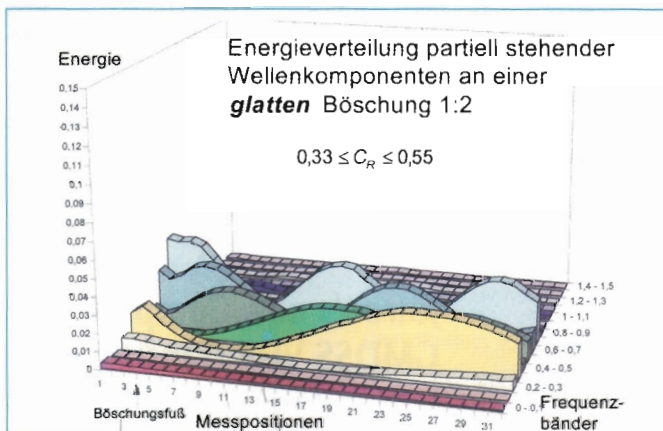 Energie
Energieverteilung partiell stehender
Wellenkomponenten an einer
glatten Böschung 1:2
0,33 ≤ C_R ≤ 0,55
0,15
0,14
0,13
0,12
0,11
0,1
0,09
0,08
0,07
0,06
0,05
0,04
0,03
0,02
0,01
0
1 3 5 7 9 11 13 15 17 19 21 23 25 27 29 31
Böschungsfuß
Messpositionen
1,4 - 1,5
1,2 - 1,3
1 - 1,1
0,8 - 0,9
0,6 - 0,7
0,4 - 0,5
0,2 - 0,3
0 - 0,1
Frequenz-
bänder